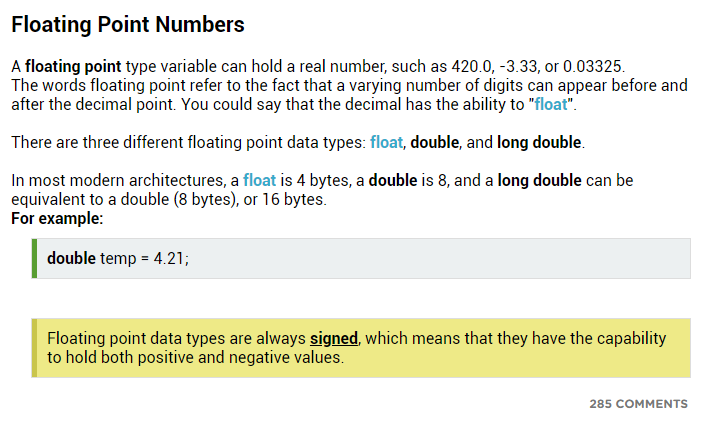 Floating Point Numbers
A floating point type variable can hold a real number, such as 420.0, -3.33, or 0.03325.
The words floating point refer to the fact that a varying number of digits can appear before and
after the decimal point. You could say that the decimal has the ability to "float".
There are three different floating point data types: float, double, and long double.
In most modern architectures, a float is 4 bytes, a double is 8, and a long double can be
equivalent to a double (8 bytes), or 16 bytes.
For example:
double temp = 4.21;
Floating point data types are always signed, which means that they have the capability
to hold both positive and negative values.
285 COMMENTS